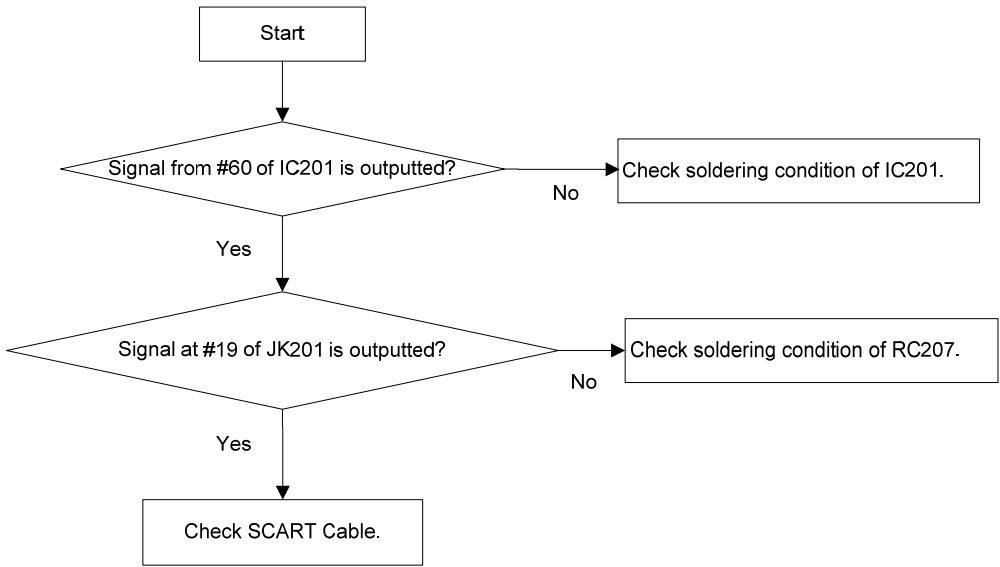 Start
Signal from #60 of IC201 is outputted?
Check soldering condition of IC201.
No
Yes
Signal at #19 of JK201 is outputted?
Check soldering condition of RC207.
No
Yes
Check SCART Cable.